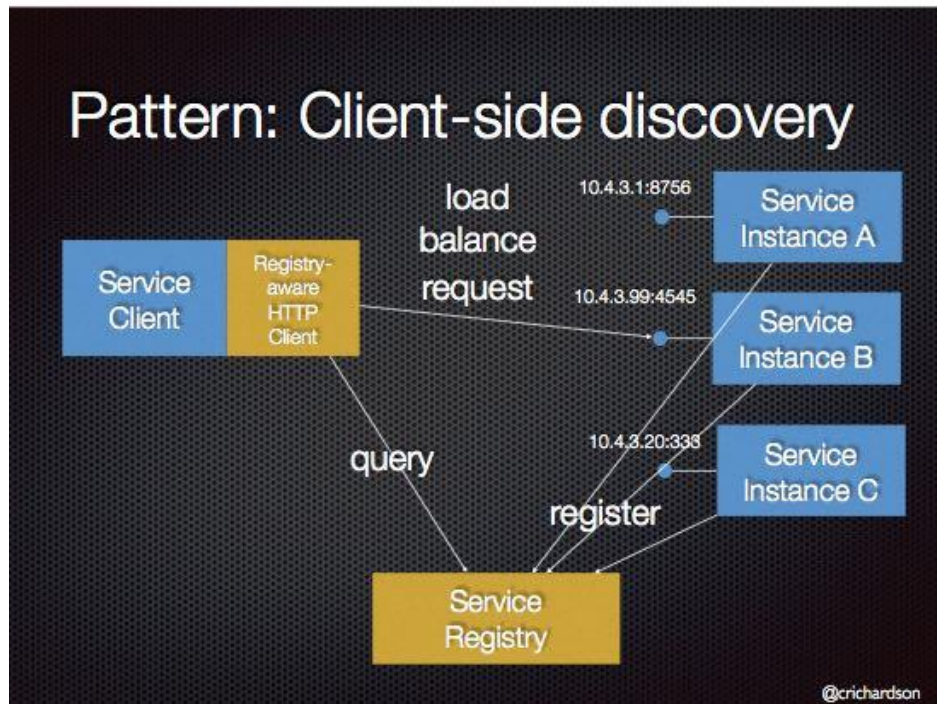 Pattern: Client-side discovery
load
balance
request
10.4.3.1:8756
Service
Instance A
Service
Client
Registry-
aware
HTTP
Client
10.4.3.99:4545
Service
Instance B
10.4.3.20:333
Service
Instance C
query
register
Service
Registry
@crichardson